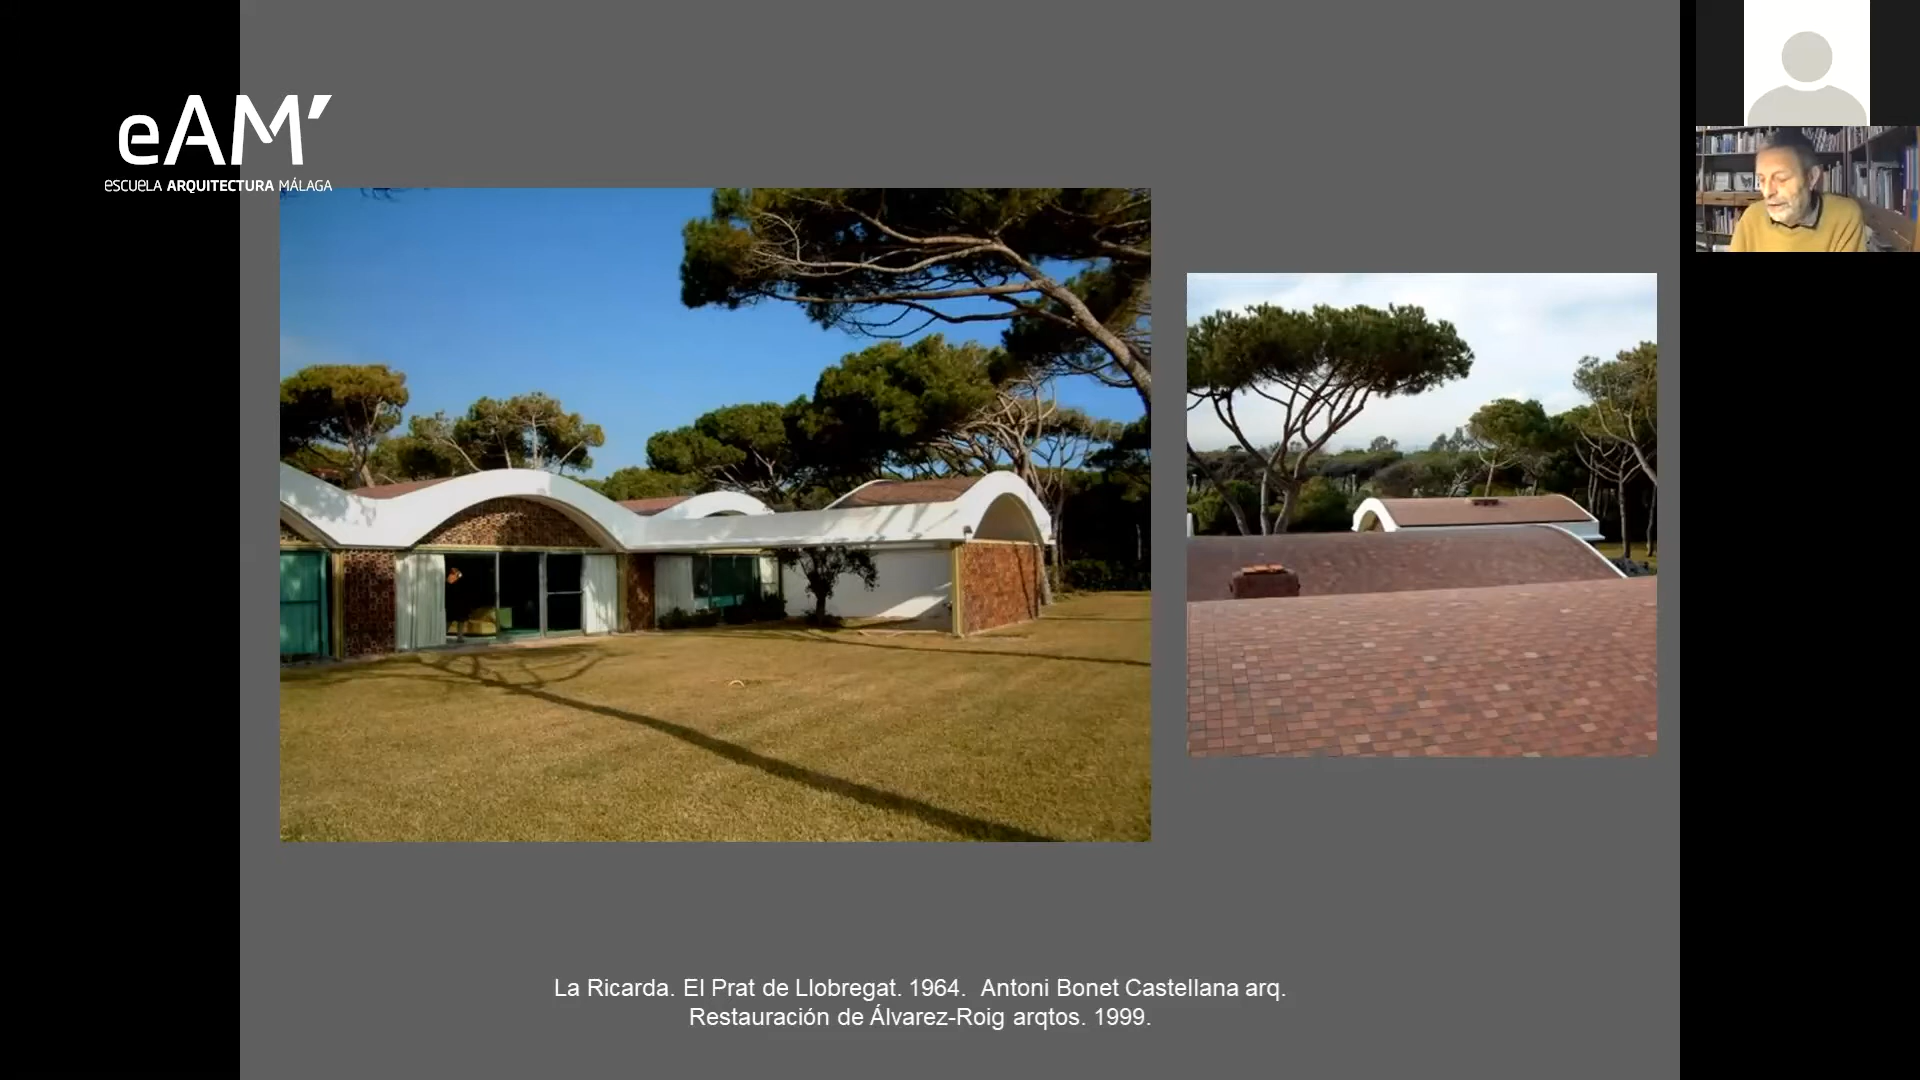 eAM'
ESCUELA ARQUITECTURA MÁLAGA
La Ricarda. El Prat de Llobregat. 1964. Antoni Bonet Castellana arq.
Restauración de Álvarez-Roig arqtos. 1999.